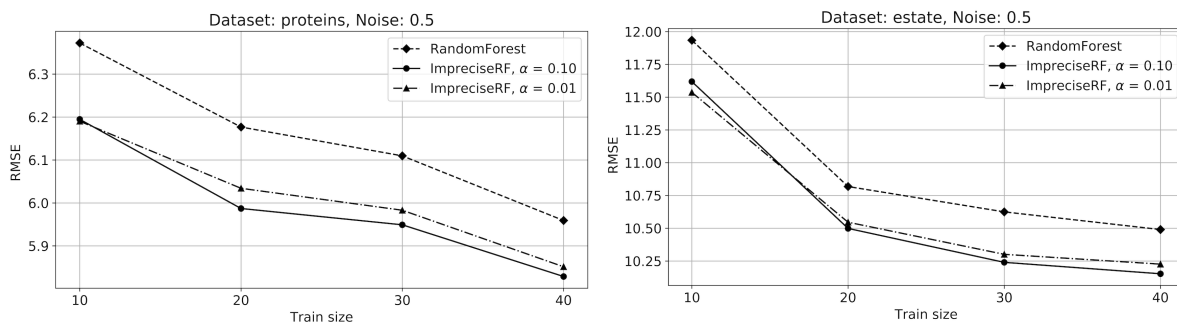 Dataset: proteins, Noise: 0.5
RandomForest
ImpreciseRF, α = 0.10
ImpreciseRF, α = 0.01
RMSE
6.3
6.2
6.1
6.0
5.9
10 20 30 40
Train size
Dataset: estate, Noise: 0.5
RandomForest
ImpreciseRF, α = 0.10
ImpreciseRF, α = 0.01
RMSE
12.00
11.75
11.50
11.25
11.00
10.75
10.50
10.25
10 20 30 40
Train size